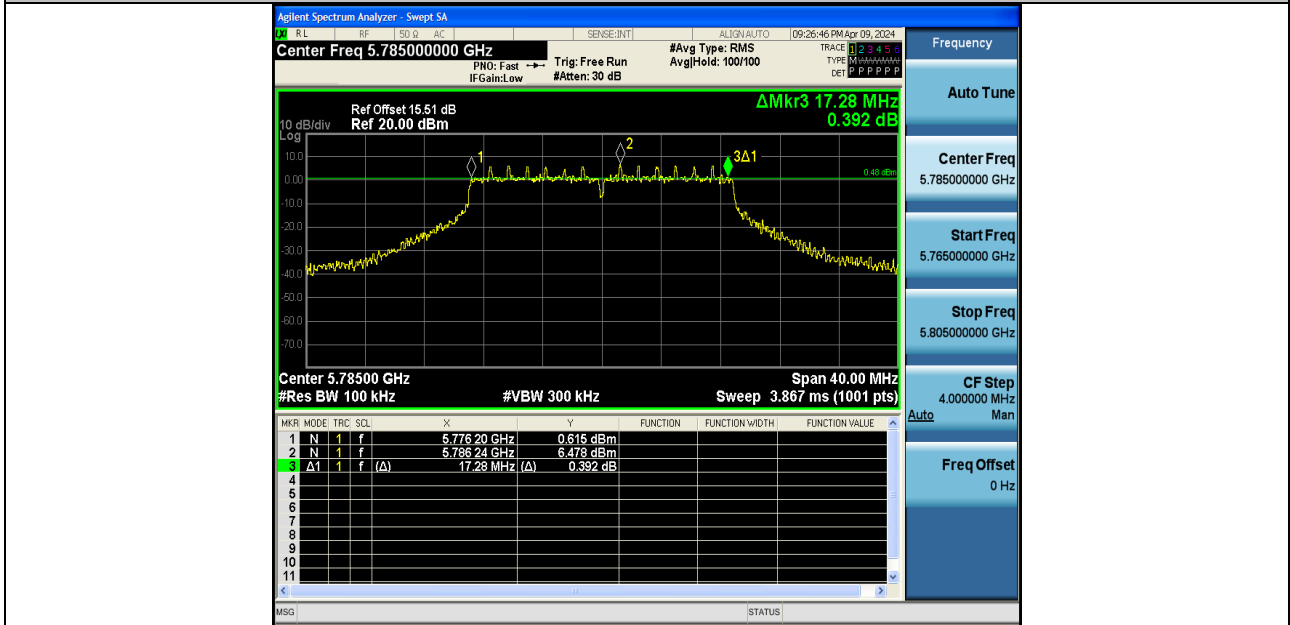 Agilent Spectrum Analyzer - Swept SA
LXI RL RF 50 Ω AC SENSE:INT ALIGN AUTO 09:26:46 PM Apr 09, 2024
Center Freq 5.785000000 GHz
PNO: Fast
IFGain:Low
Trig: Free Run
#Atten: 30 dB
#Avg Type: RMS
Avg|Hold: 100/100
TRACE 1 2 3 4 5 6
TYPE M
DET P P P P P P
Frequency
Auto Tune
Center Freq
5.785000000 GHz
Start Freq
5.765000000 GHz
Stop Freq
5.805000000 GHz
CF Step
4.000000 MHz
Auto Man
Freq Offset
0 Hz
ΔMkr3 17.28 MHz
0.392 dB
Ref Offset 15.51 dB
10 dB/div Ref 20.00 dBm
Log
10.0
0.00
-10.0
-20.0
-30.0
-40.0
-50.0
-60.0
-70.0
1
2
3Δ1
0.48 dBm
Center 5.78500 GHz Span 40.00 MHz
#Res BW 100 kHz #VBW 300 kHz Sweep 3.867 ms (1001 pts)
MKR MODE TRC SCL X Y FUNCTION FUNCTION WIDTH FUNCTION VALUE
1 N 1 f 5.776 20 GHz 0.615 dBm
2 N 1 f 5.786 24 GHz 6.478 dBm
3 Δ1 1 f (Δ) 17.28 MHz (Δ) 0.392 dB
4
5
6
7
8
9
10
11
MSG STATUS